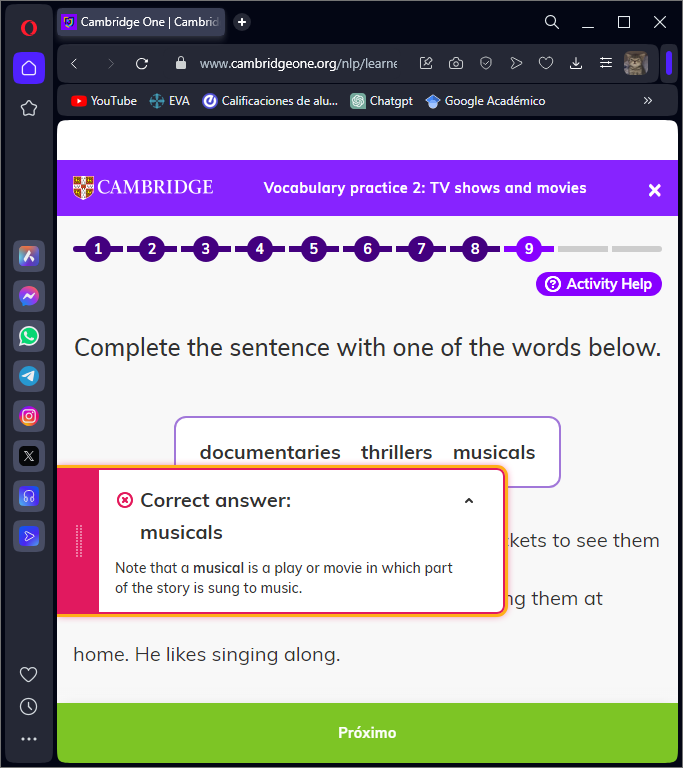 Cambridge One | Cambrid
www.cambridgeone.org/nlp/learne
YouTube EVA Calificaciones de alu... Chatgpt Google Académico »
CAMBRIDGE Vocabulary practice 2: TV shows and movies
1 2 3 4 5 6 7 8 9
Activity Help
Complete the sentence with one of the words below.
documentaries thrillers musicals
Correct answer:
musicals
Note that a musical is a play or movie in which part
of the story is sung to music.
ckets to see them
ng them at
home. He likes singing along.
Próximo